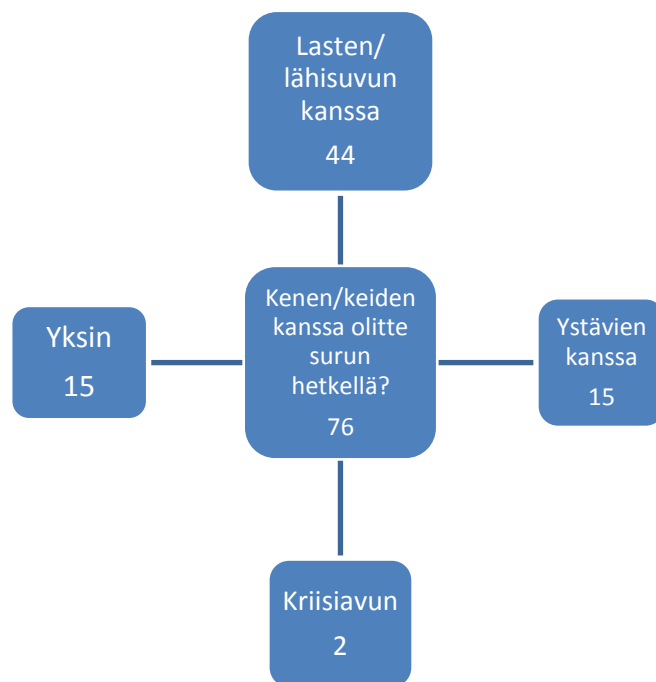 Lasten/
lähisuvun
kanssa
44
Kenen/keiden
kanssa olitte
surun
hetkellä?
76
Yksin
15
Ystävien
kanssa
15
Kriisiavun
2